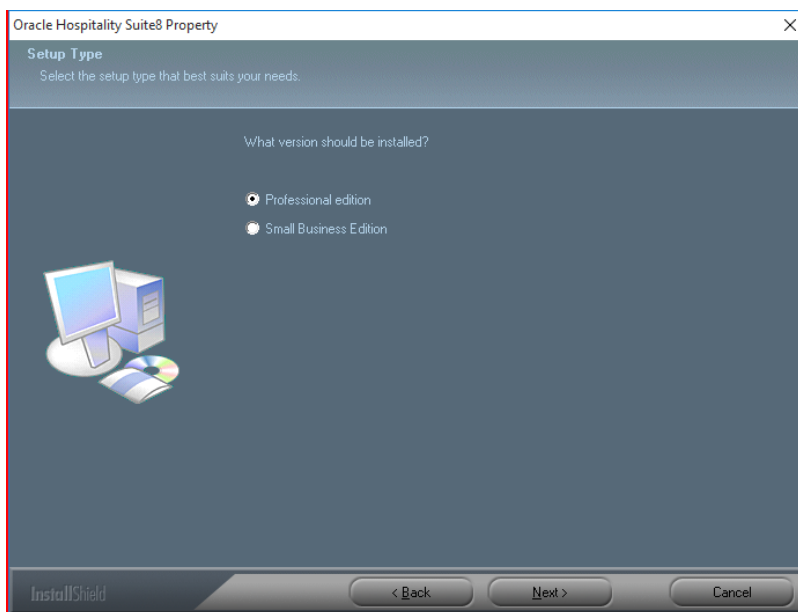 Oracle Hospitality Suite8 Property
Setup Type
Select the setup type that best suits your needs.
What version should be installed?
Professional edition
Small Business Edition
InstallShield
< Back
Next >
Cancel